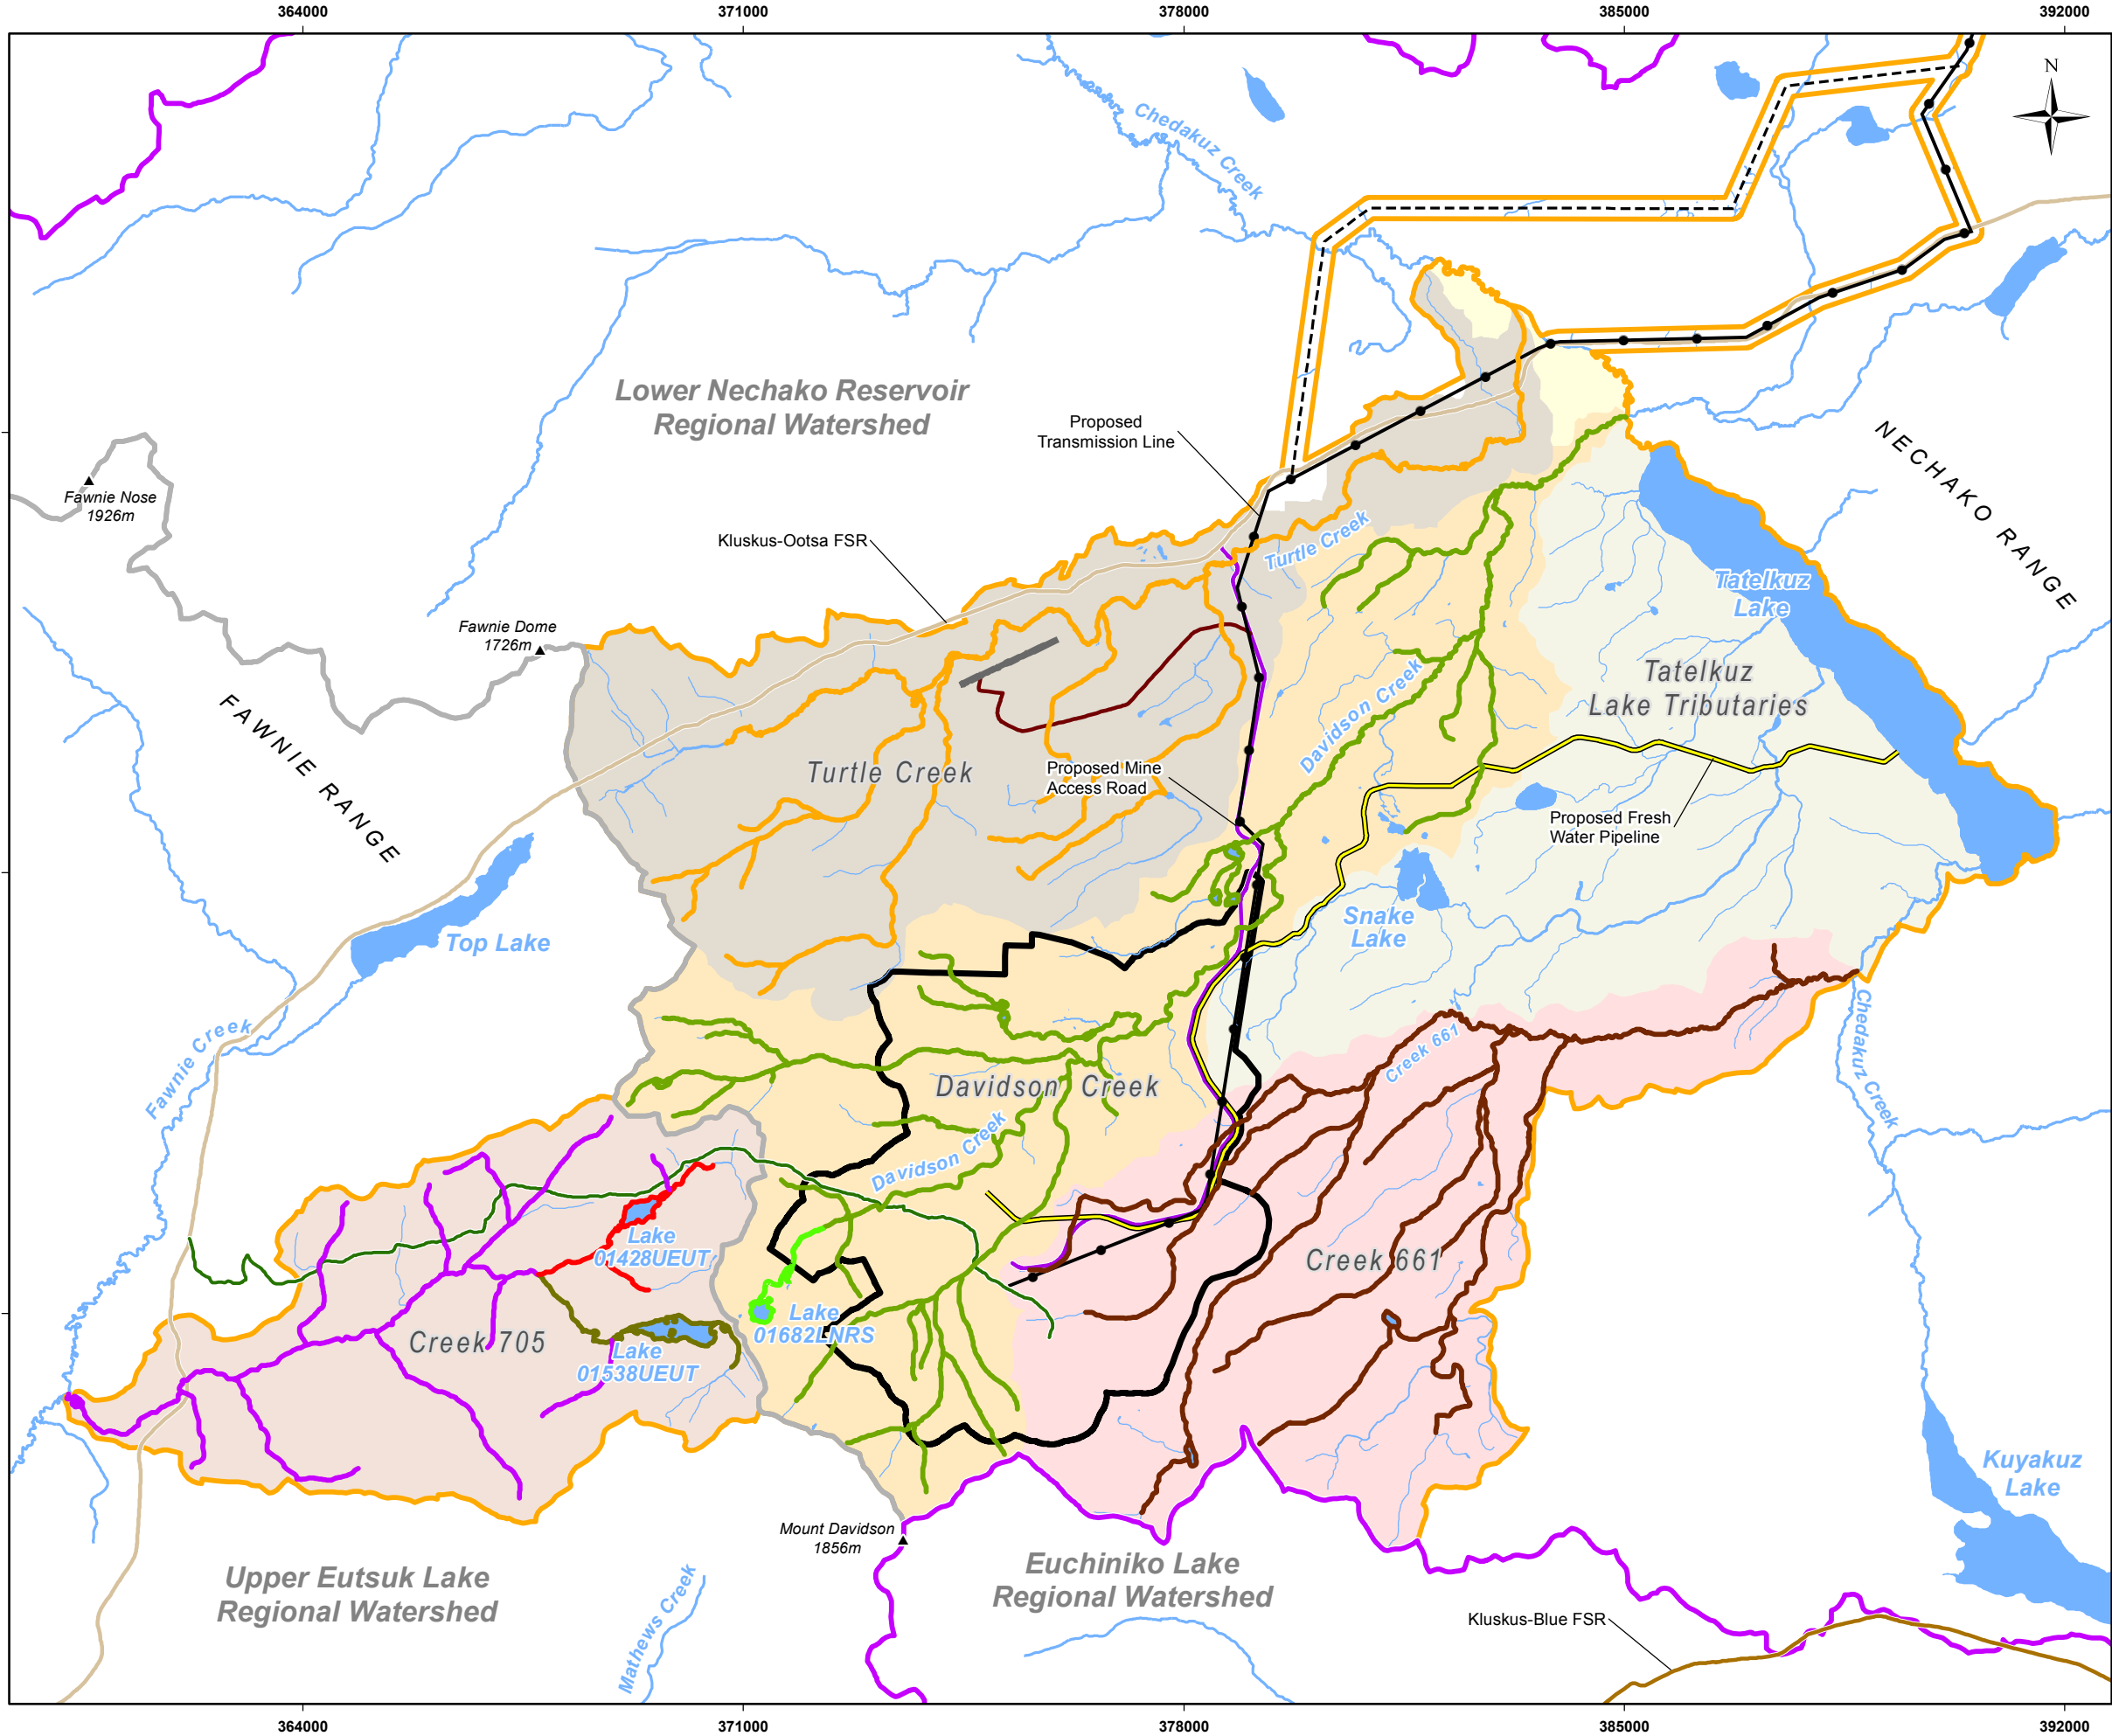 364000
371000
378000
385000
392000
N
Chedakuz Creek
Lower Nechako Reservoir
Regional Watershed
Proposed
Transmission Line
NECHAKO RANGE
Fawnie Nose
1926m
Kluskus-Ootsa FSR
Turtle Creek
Tatelkuz
Lake
Fawnie Dome
1726m
FAWNIE RANGE
Tatelkuz
Lake Tributaries
Davidson Creek
Turtle Creek
Proposed Mine
Access Road
Proposed Fresh
Water Pipeline
Top Lake
Snake
Lake
Fawnie Creek
Chedakuz Creek
Creek 661
Davidson Creek
Davidson Creek
Lake
01428UEUT
Creek 661
Lake
01682LNRS
Creek 705
Lake
01538UEUT
Kuyakuz
Lake
Mount Davidson
1856m
Upper Eutsuk Lake
Regional Watershed
Euchiniko Lake
Regional Watershed
Mathews Creek
Kluskus-Blue FSR
364000
371000
378000
385000
392000